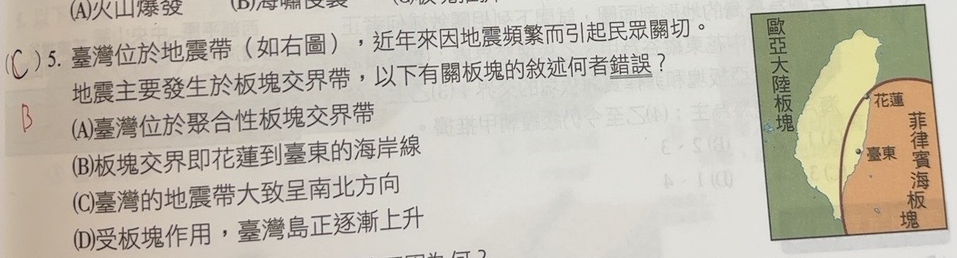 (A)火山爆發
(C)5. 臺灣位於地震帶（如右圖），近年來因地震頻繁而引起民眾關切。
地震主要發生於板塊交界帶，以下有關板塊的敘述何者錯誤？
B
(A)臺灣位於聚合性板塊交界帶
(B)板塊交界即花蓮到臺東的海岸線
(C)臺灣的地震帶大致呈南北方向
(D)受板塊作用，臺灣島正逐漸上升
歐亞大陸板塊
花蓮
臺東
菲律賓海板塊